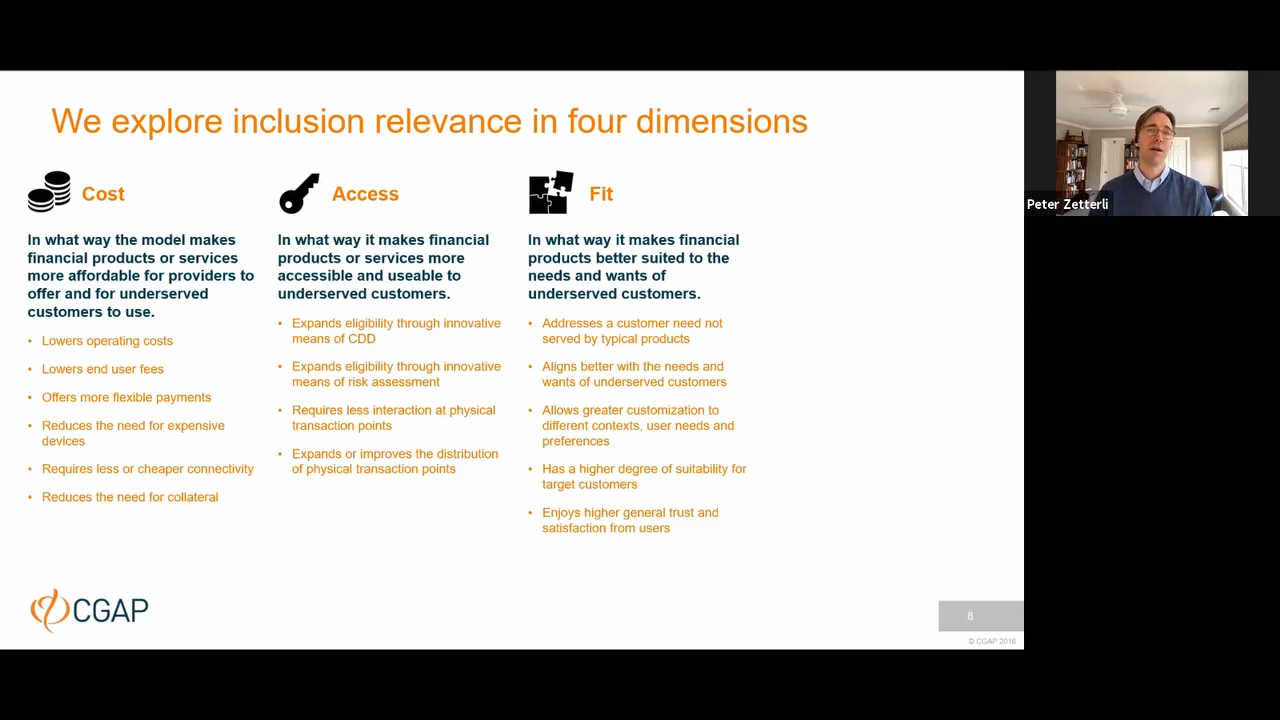 We explore inclusion relevance in four dimensions
Cost
In what way the model makes
financial products or services
more affordable for providers to
offer and for underserved
customers to use.
• Lowers operating costs
• Lowers end user fees
• Offers more flexible payments
• Reduces the need for expensive
devices
• Requires less or cheaper connectivity
• Reduces the need for collateral
Access
In what way it makes financial
products or services more
accessible and useable to
underserved customers.
• Expands eligibility through innovative
means of CDD
• Expands eligibility through innovative
means of risk assessment
• Requires less interaction at physical
transaction points
• Expands or improves the distribution
of physical transaction points
Fit
In what way it makes financial
products better suited to the
needs and wants of
underserved customers.
• Addresses a customer need not
served by typical products
• Aligns better with the needs and
wants of underserved customers
• Allows greater customization to
different contexts, user needs and
preferences
• Has a higher degree of suitability for
target customers
• Enjoys higher general trust and
satisfaction from users
CGAP
8
© CGAP 2018
Peter Zetterli